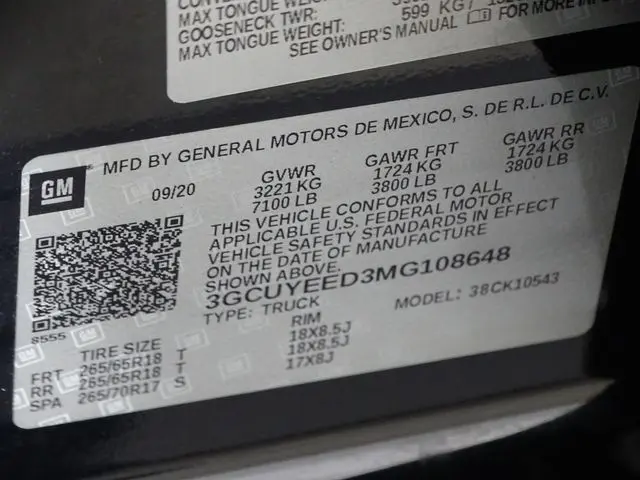 MAX TONGUE WEIGHT:
GOOSENECK TWR:
MAX TONGUE WEIGHT: 599 KG/
SEE OWNER'S MANUAL FOR MORE
GM
MFD BY GENERAL MOTORS DE MEXICO, S. DE R.L. DE C.V.
09/20 GVWR GAWR FRT GAWR RR
3221 KG 1724 KG 1724 KG
7100 LB 3800 LB 3800 LB
THIS VEHICLE CONFORMS TO ALL
APPLICABLE U.S. FEDERAL MOTOR
VEHICLE SAFETY STANDARDS IN EFFECT
ON THE DATE OF MANUFACTURE
SHOWN ABOVE.
3GCUYEED3MG108648
TYPE: TRUCK MODEL: 38CK10543
8555
TIRE SIZE RIM
FRT 265/65R18 T 18X8.5J
RR 265/65R18 T 18X8.5J
SPA 265/70R17 S 17X8J